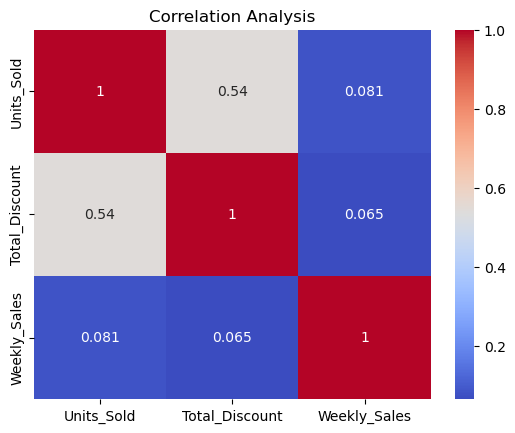 Correlation Analysis
Units_Sold
1
0.54
0.081
Total_Discount
0.54
1
0.065
Weekly_Sales
0.081
0.065
1
Units_Sold
Total_Discount
Weekly_Sales
1.0
0.8
0.6
0.4
0.2